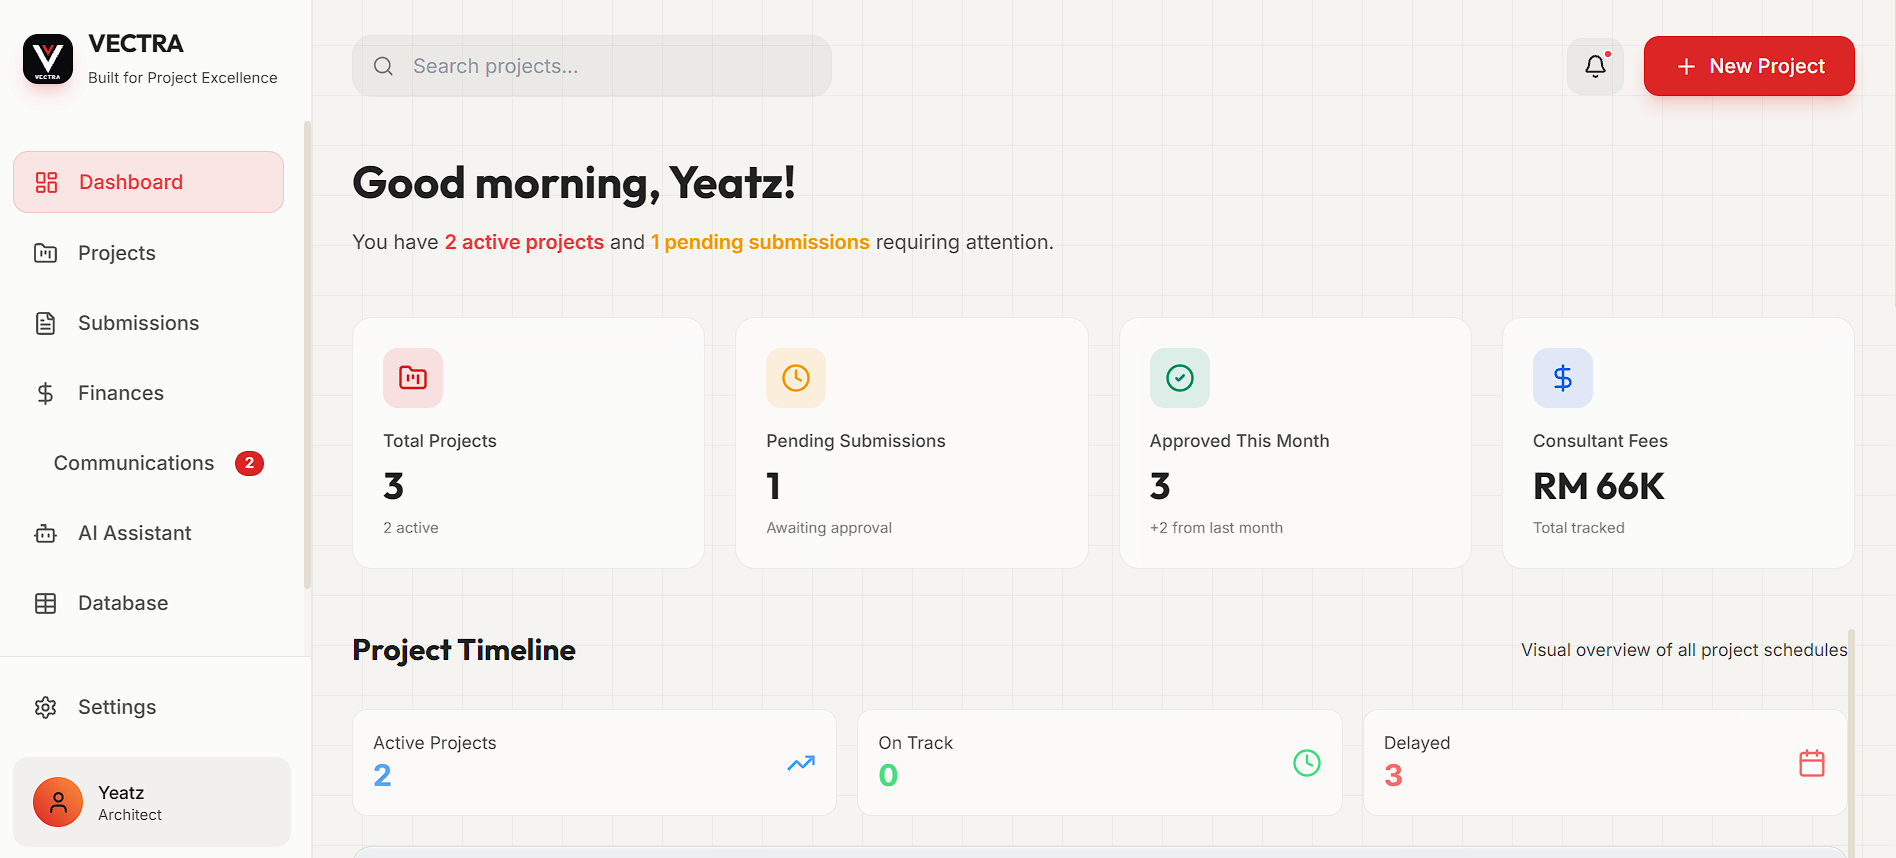 VECTRA
VECTRA
Built for Project Excellence
Dashboard
Projects
Submissions
Finances
Communications 2
AI Assistant
Database
Settings
Yeatz
Architect
Search projects...
New Project
Good morning, Yeatz!
You have 2 active projects and 1 pending submissions requiring attention.
Total Projects
3
2 active
Pending Submissions
1
Awaiting approval
Approved This Month
3
+2 from last month
Consultant Fees
RM 66K
Total tracked
Project Timeline
Visual overview of all project schedules
Active Projects
2
On Track
0
Delayed
3